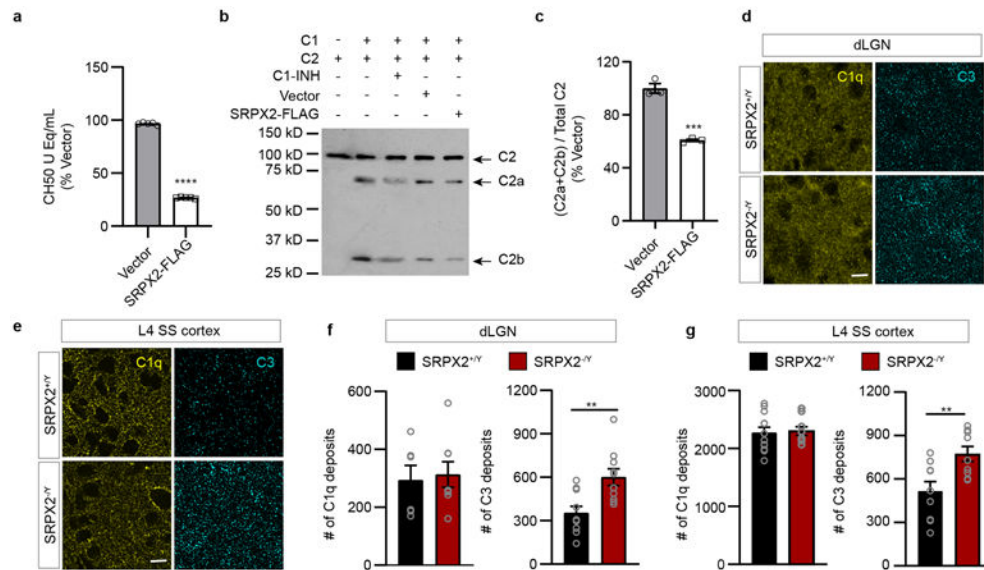 a
CH50 U Eq/mL
(% Vector)
150
100
50
0
****
Vector
SRPX2-FLAG
b
C1 - + + + +
C2 + + + + +
C1-INH - - + - -
Vector - - - + -
SRPX2-FLAG - - - - +
150 kD
100 kD
75 kD
50 kD
37 kD
25 kD
C2
C2a
C2b
c
(C2a+C2b) / Total C2
(% Vector)
120
80
40
0
***
Vector
SRPX2-FLAG
d
dLGN
SRPX2+/Y
C1q
C3
SRPX2-/Y
e
L4 SS cortex
SRPX2+/Y
C1q
C3
SRPX2-/Y
f
dLGN
SRPX2+/Y
SRPX2-/Y
# of C1q deposits
600
400
200
0
# of C3 deposits
1200
900
600
300
0
**
g
L4 SS cortex
SRPX2+/Y
SRPX2-/Y
# of C1q deposits
3000
2000
1000
0
# of C3 deposits
1200
900
600
300
0
**